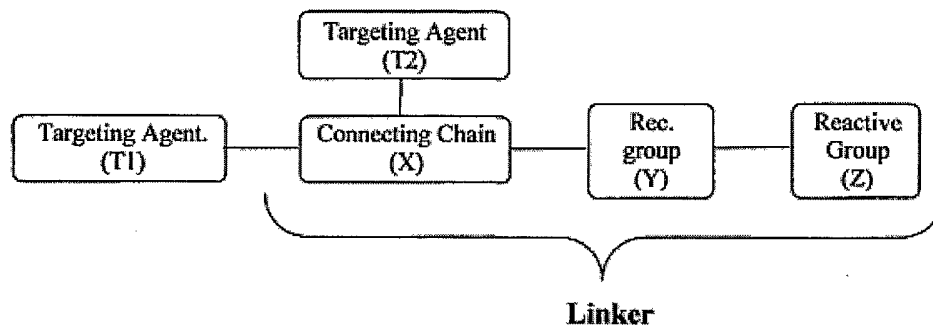 Targeting Agent
(T2)
Targeting Agent.
(T1)
Connecting Chain
(X)
Rec.
group
(Y)
Reactive
Group
(Z)
Linker